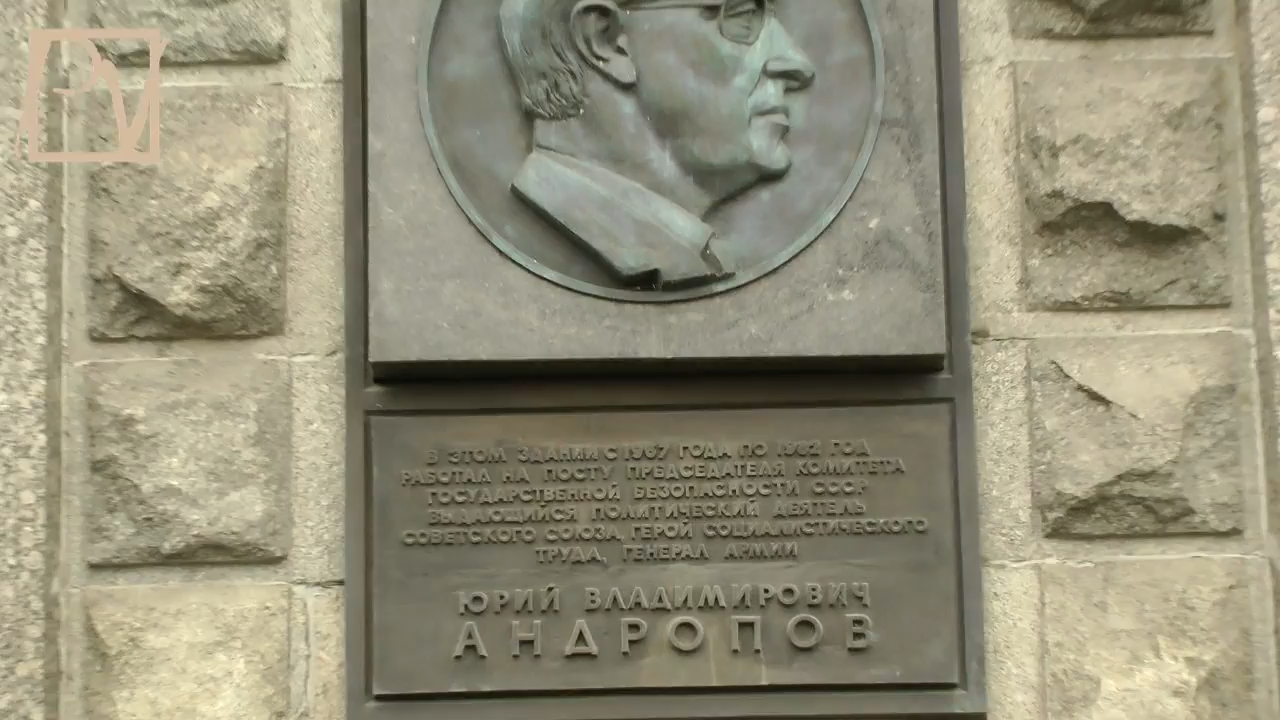 PV
В ЭТОМ ЗДАНИИ С 1967 ГОДА ПО 1982 ГОД
РАБОТАЛ НА ПОСТУ ПРЕДСЕДАТЕЛЯ КОМИТЕТА
ГОСУДАРСТВЕННОЙ БЕЗОПАСНОСТИ СССР
ВЫДАЮЩИЙСЯ ПОЛИТИЧЕСКИЙ ДЕЯТЕЛЬ
СОВЕТСКОГО СОЮЗА, ГЕРОЙ СОЦИАЛИСТИЧЕСКОГО
ТРУДА, ГЕНЕРАЛ АРМИИ
ЮРИЙ ВЛАДИМИРОВИЧ
АНДРОПОВ